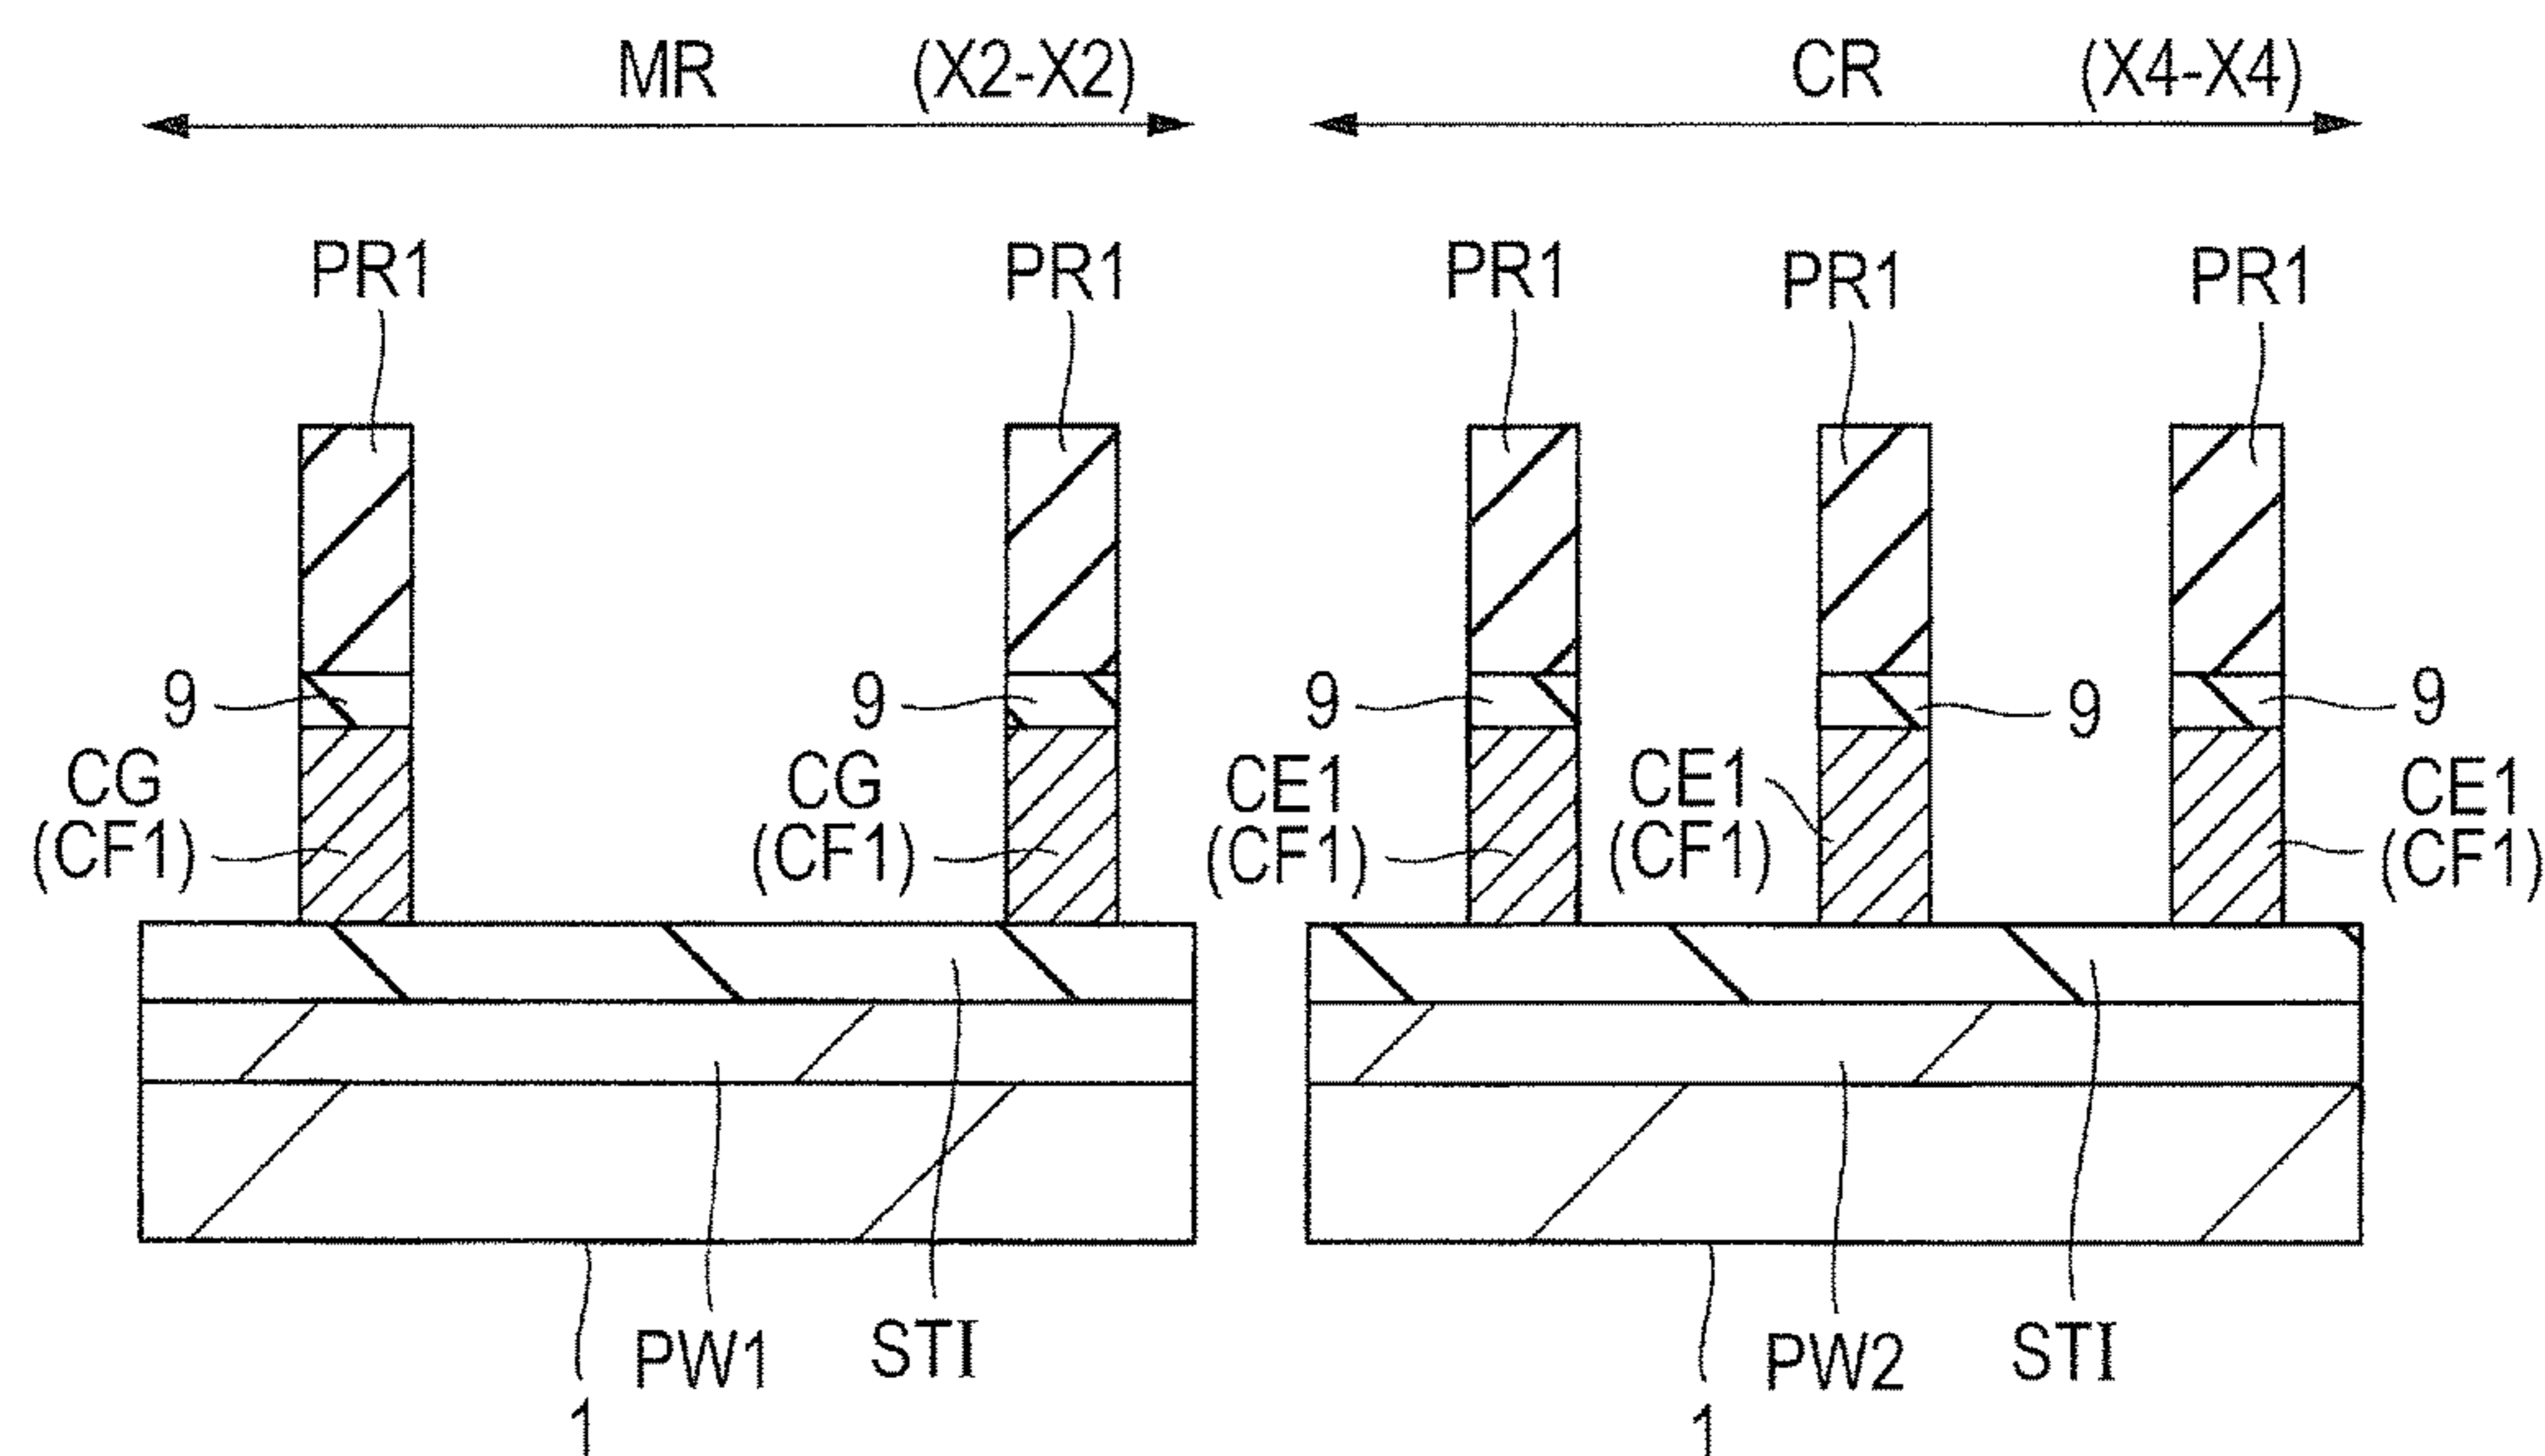 MR (X2-X2) CR (X4-X4)
PR1 PR1 PR1 PR1 PR1
9 9 9 9 9
CG CG CE1 CE1 CE1
(CF1) (CF1) (CF1) (CF1) (CF1)
PW1 STI PW2 STI
1 1